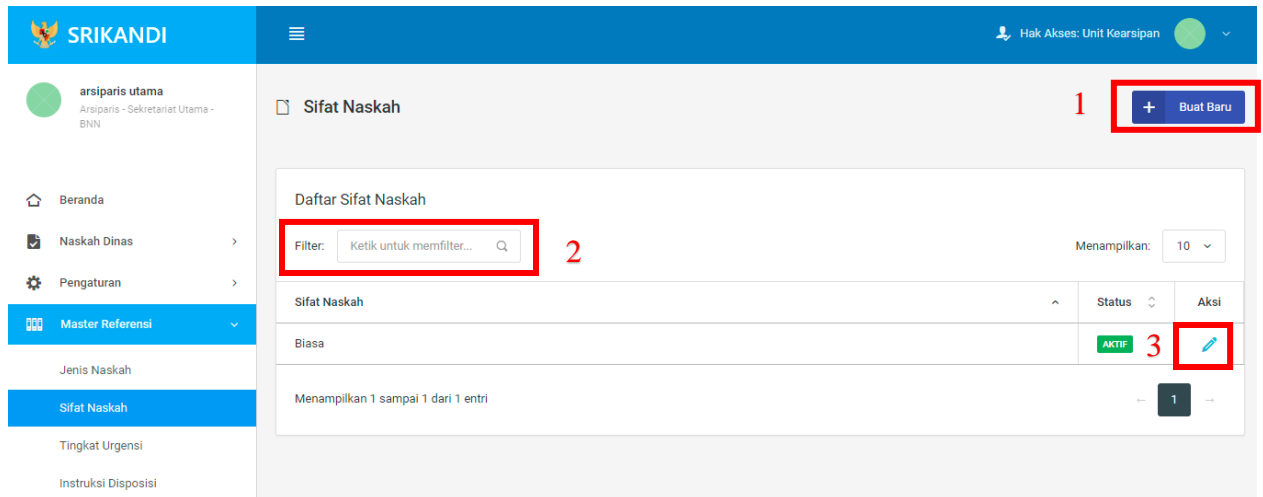 SRIKANDI
Hak Akses: Unit Kearsipan
arsiparis utama
Arsiparis - Sekretariat Utama -
BNN
Beranda
Naskah Dinas
Pengaturan
Master Referensi
Jenis Naskah
Sifat Naskah
Tingkat Urgensi
Instruksi Disposisi
Sifat Naskah
1
+ Buat Baru
Daftar Sifat Naskah
Filter: Ketik untuk memfilter...
2
Menampilkan: 10
Sifat Naskah Status Aksi
Biasa AKTIF 3
Menampilkan 1 sampai 1 dari 1 entri
← 1 →